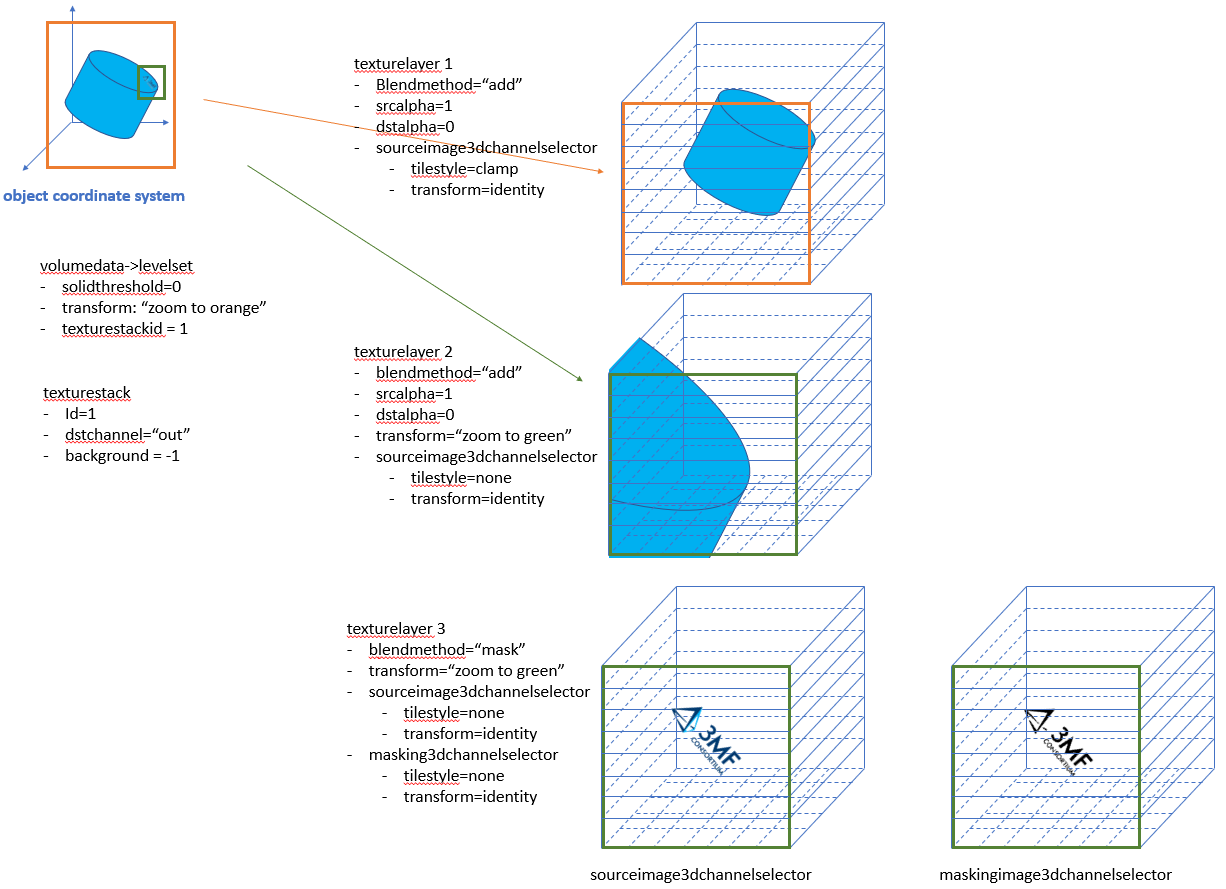 object coordinate system
volumedata->levelset
- solidthreshold=0
- transform: “zoom to orange”
- texturestackid = 1
texturestack
- Id=1
- dstchannel=“out”
- background = -1
texturelayer 1
- Blendmethod=“add”
- srcalpha=1
- dstalpha=0
- sourceimage3dchannelselector
- tilestyle=clamp
- transform=identity
texturelayer 2
- blendmethod=“add”
- srcalpha=1
- dstalpha=0
- transform=“zoom to green”
- sourceimage3dchannelselector
- tilestyle=none
- transform=identity
texturelayer 3
- blendmethod=“mask”
- transform=“zoom to green”
- sourceimage3dchannelselector
- tilestyle=none
- transform=identity
- masking3dchannelselector
- tilestyle=none
- transform=identity
3MF
CONSORTIUM
sourceimage3dchannelselector
3MF
CONSORTIUM
maskingimage3dchannelselector